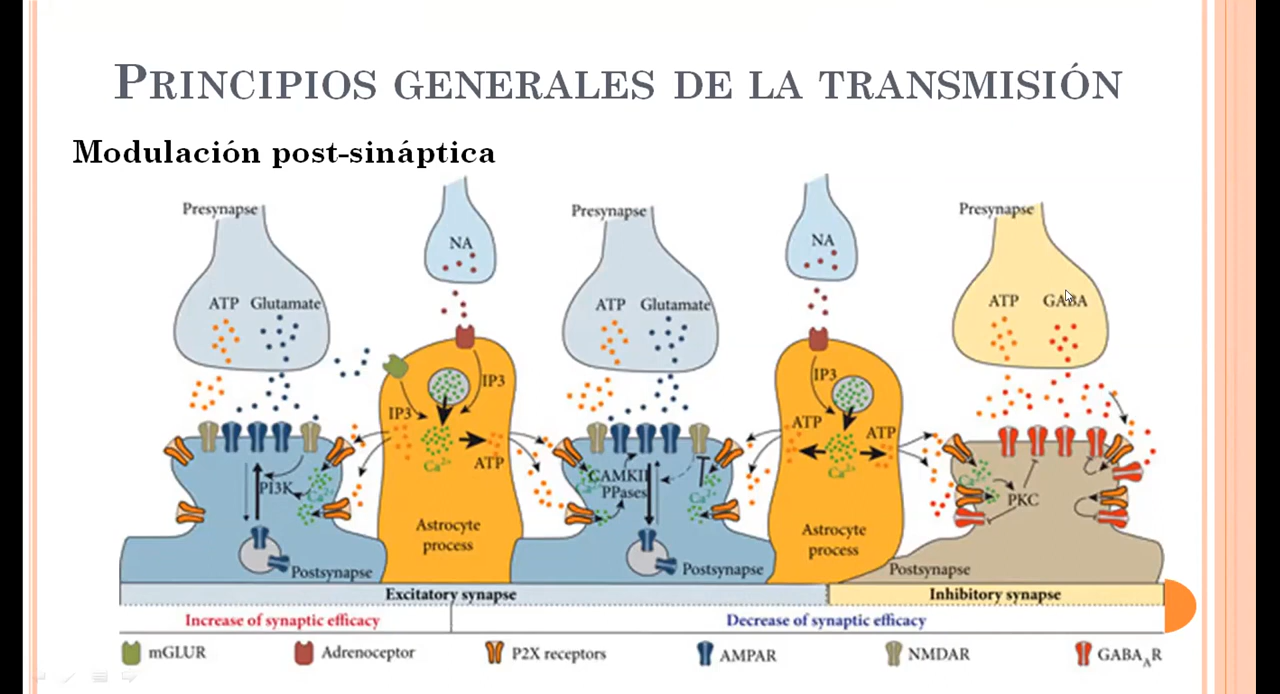 PRINCIPIOS GENERALES DE LA TRANSMISIÓN
Modulación post-sináptica
Presynapse
NA
Presynapse
NA
Presynapse
ATP Glutamate
ATP Glutamate
ATP GABA
IP3
IP3
Ca²⁺
ATP
PI3K
Ca²⁺
Astrocyte
process
Postsynapse
CAMKII
PPases
Ca²⁺
Ca²⁺
IP3
ATP
ATP
Ca²⁺
Astrocyte
process
Postsynapse
Ca²⁺
PKC
Postsynapse
Excitatory synapse
Inhibitory synapse
Increase of synaptic efficacy
Decrease of synaptic efficacy
mGLUR
Adrenoceptor
P2X receptors
AMPAR
NMDAR
GABA_AR